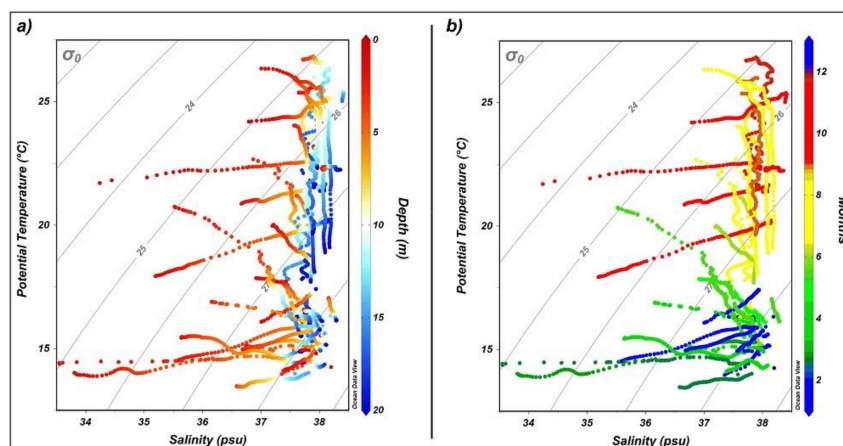 a)
σ0
24
25
26
27
25
20
15
34
35
36
37
38
Potential Temperature (°C)
Salinity (psu)
Ocean Data View
0
5
10
15
20
Depth (m)
b)
σ0
24
25
26
27
25
20
15
34
35
36
37
38
Potential Temperature (°C)
Salinity (psu)
Ocean Data View
12
10
8
6
4
2
Months